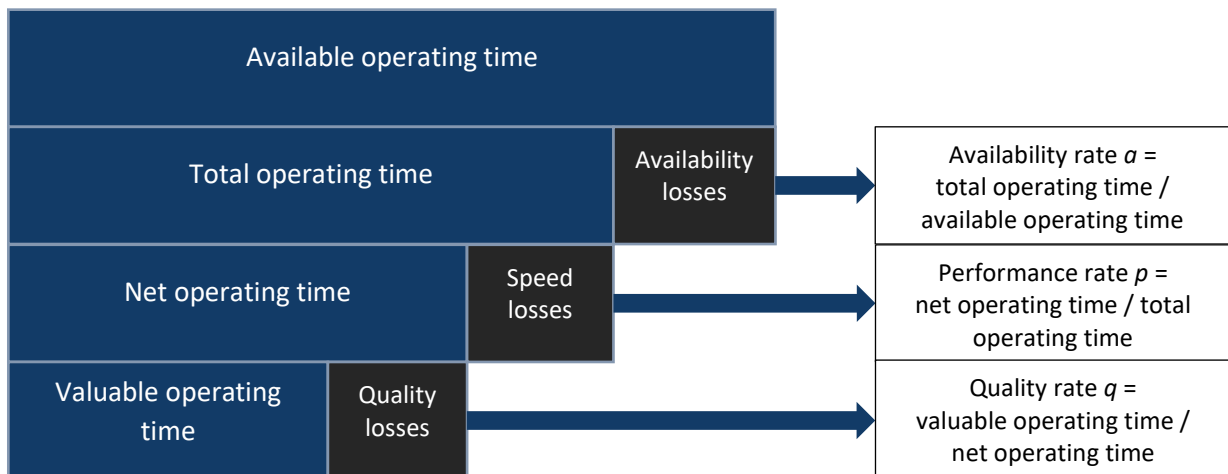 Available operating time
Total operating time
Availability
losses
Availability rate a =
total operating time /
available operating time
Net operating time
Speed
losses
Performance rate p =
net operating time / total
operating time
Valuable operating
time
Quality
losses
Quality rate q =
valuable operating time /
net operating time